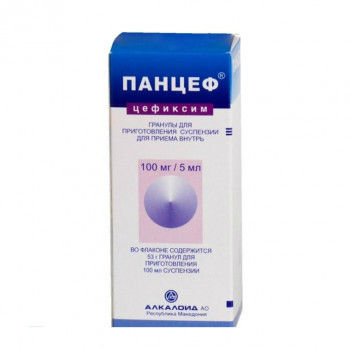 ПАНЦЕФ®
цефиксим
ГРАНУЛЫ ДЛЯ
ПРИГОТОВЛЕНИЯ СУСПЕНЗИИ
ДЛЯ ПРИЕМА ВНУТРЬ
100 мг / 5 мл
ВО ФЛАКОНЕ СОДЕРЖИТСЯ
53 г ГРАНУЛ ДЛЯ
ПРИГОТОВЛЕНИЯ
100 мл СУСПЕНЗИИ
АЛКАЛОИД АО
Республика Македония